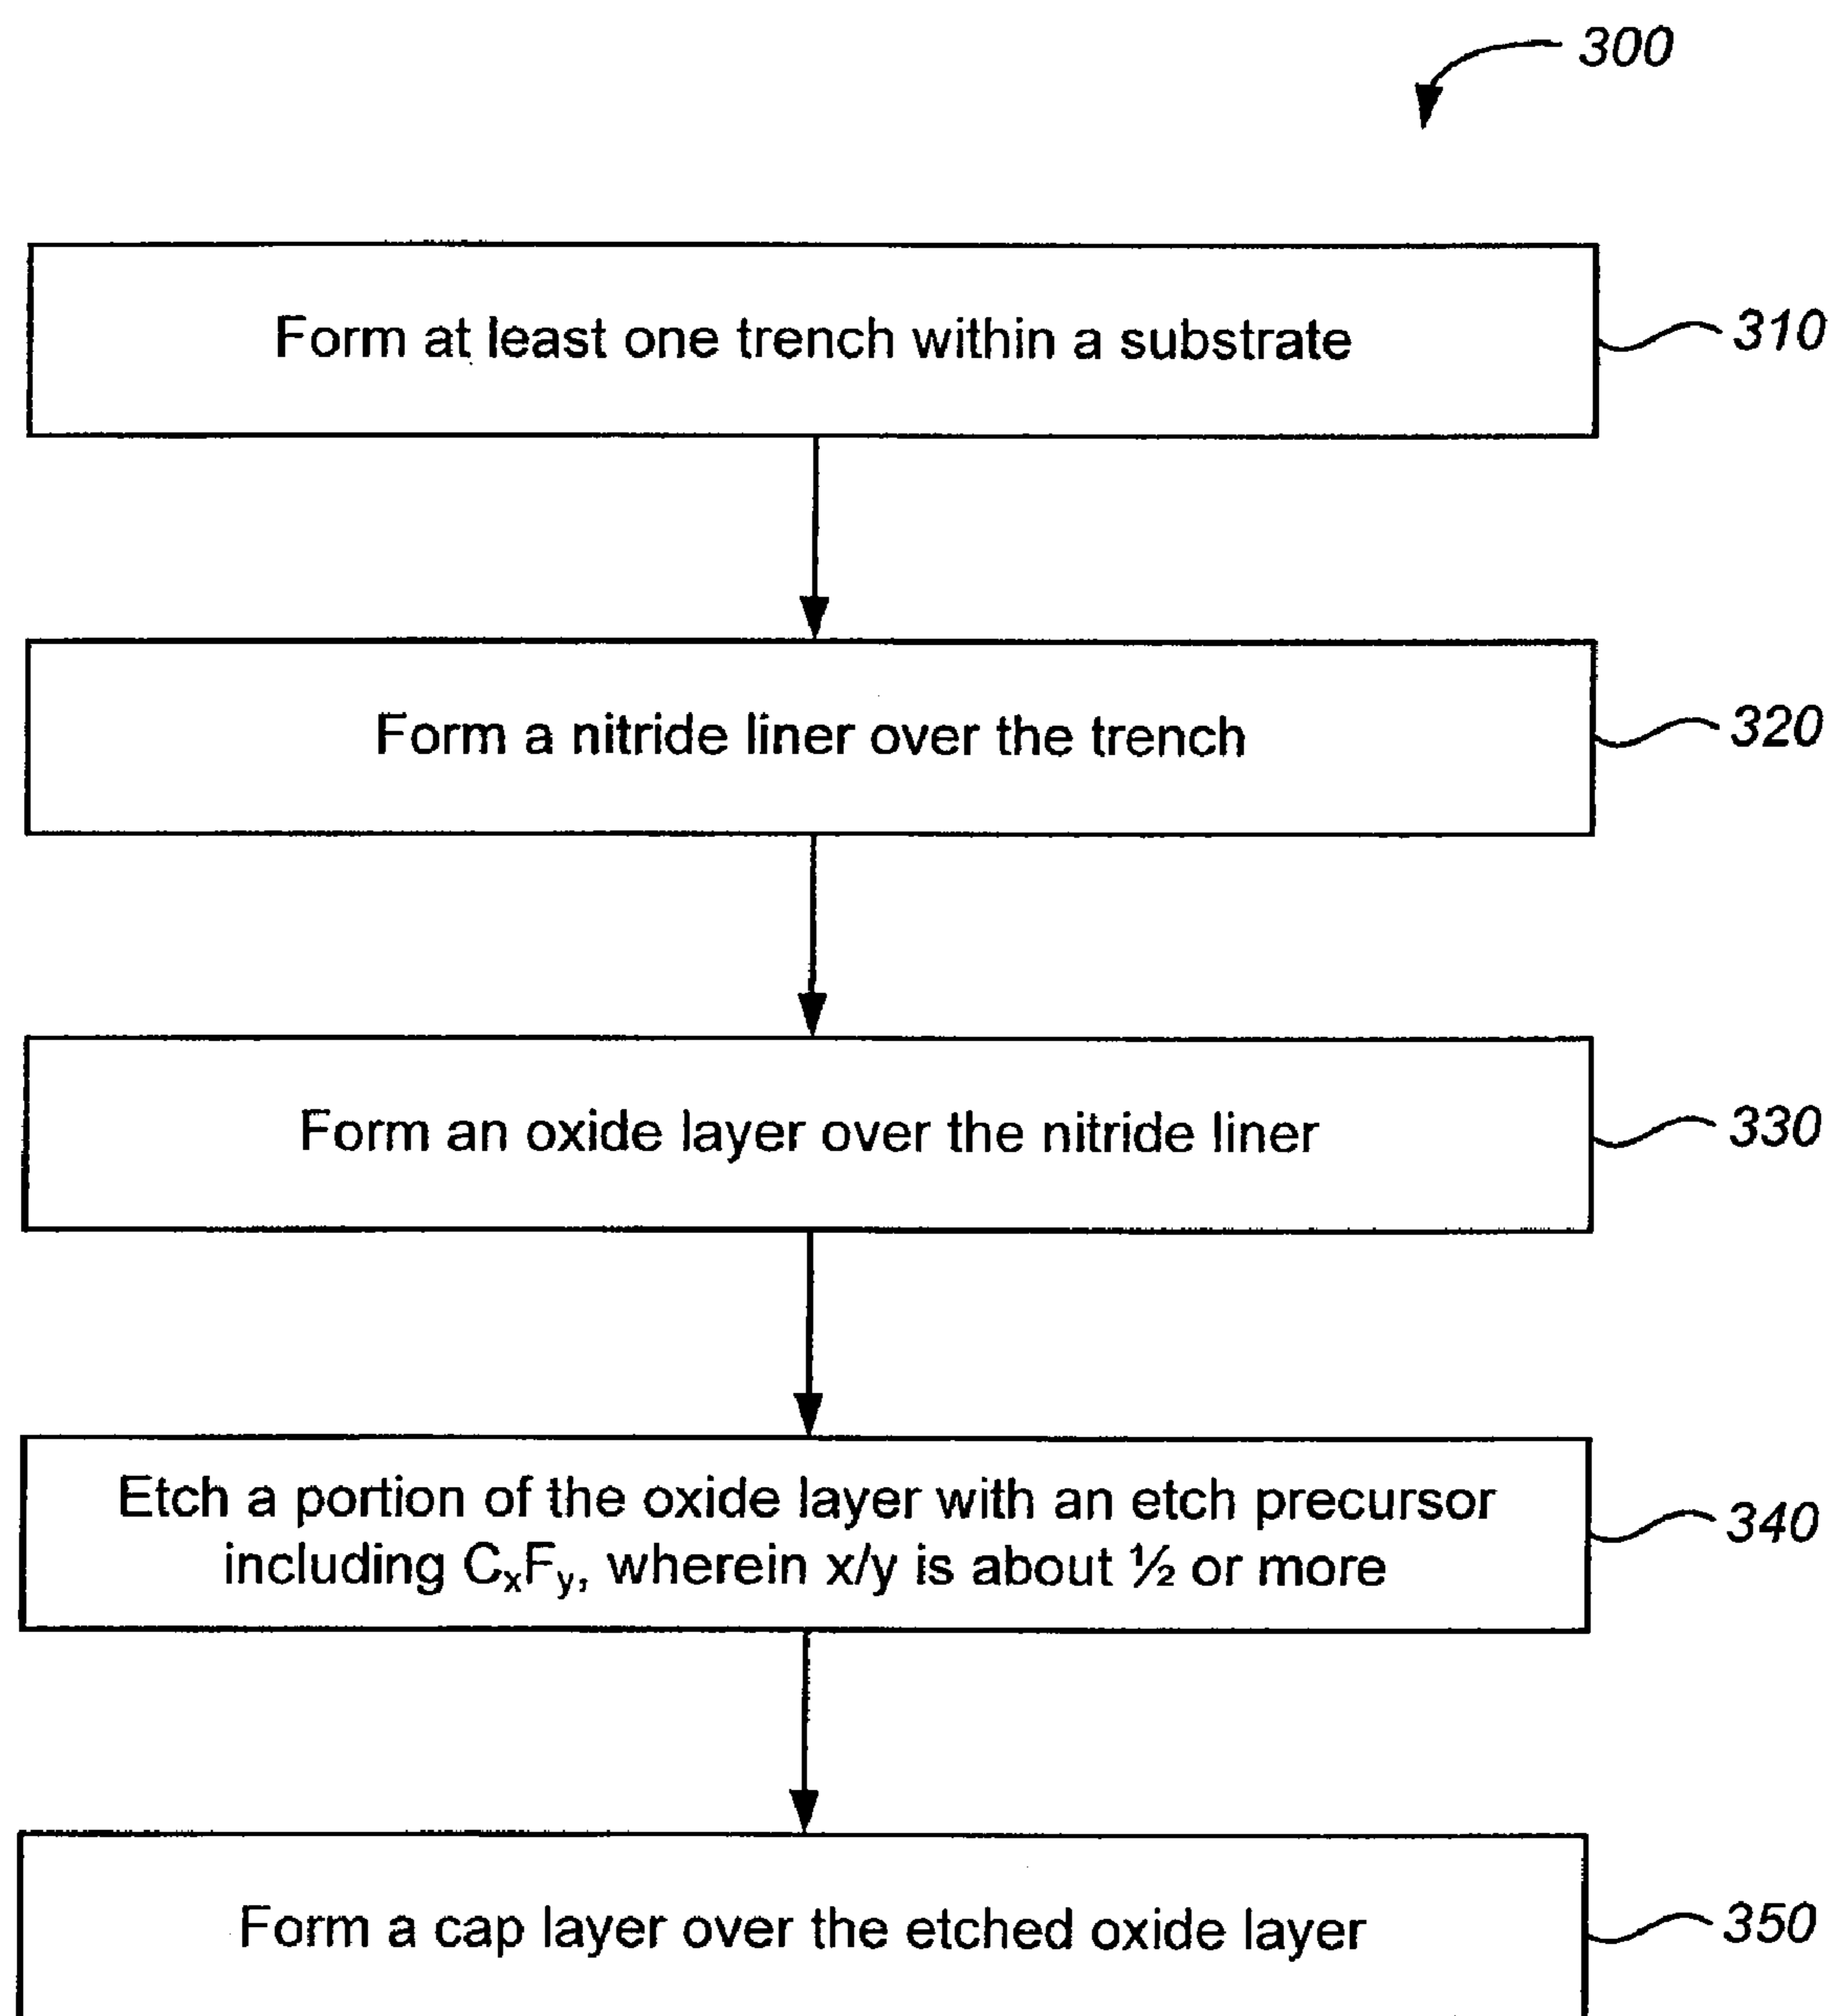 300
Form at least one trench within a substrate
310
Form a nitride liner over the trench
320
Form an oxide layer over the nitride liner
330
Etch a portion of the oxide layer with an etch precursor
including CₓFᵧ, wherein x/y is about ½ or more
340
Form a cap layer over the etched oxide layer
350